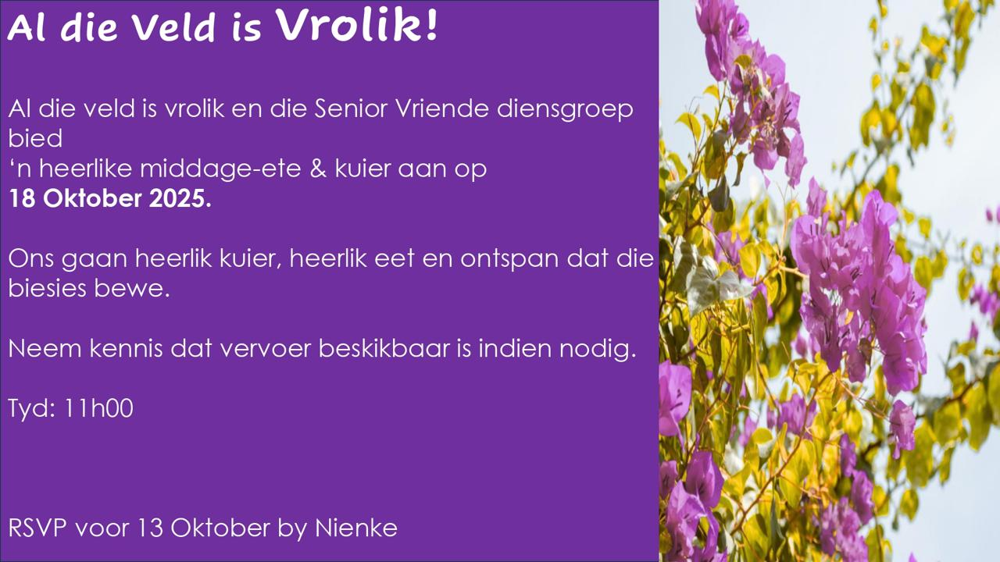 Al die Veld is Vrolik!
Al die veld is vrolik en die Senior Vriende diensgroep
bied
‘n heerlike middage-ete & kuier aan op
18 Oktober 2025.
Ons gaan heerlik kuier, heerlik eet en ontspan dat die
biesies bewe.
Neem kennis dat vervoer beskikbaar is indien nodig.
Tyd: 11h00
RSVP voor 13 Oktober by Nienke